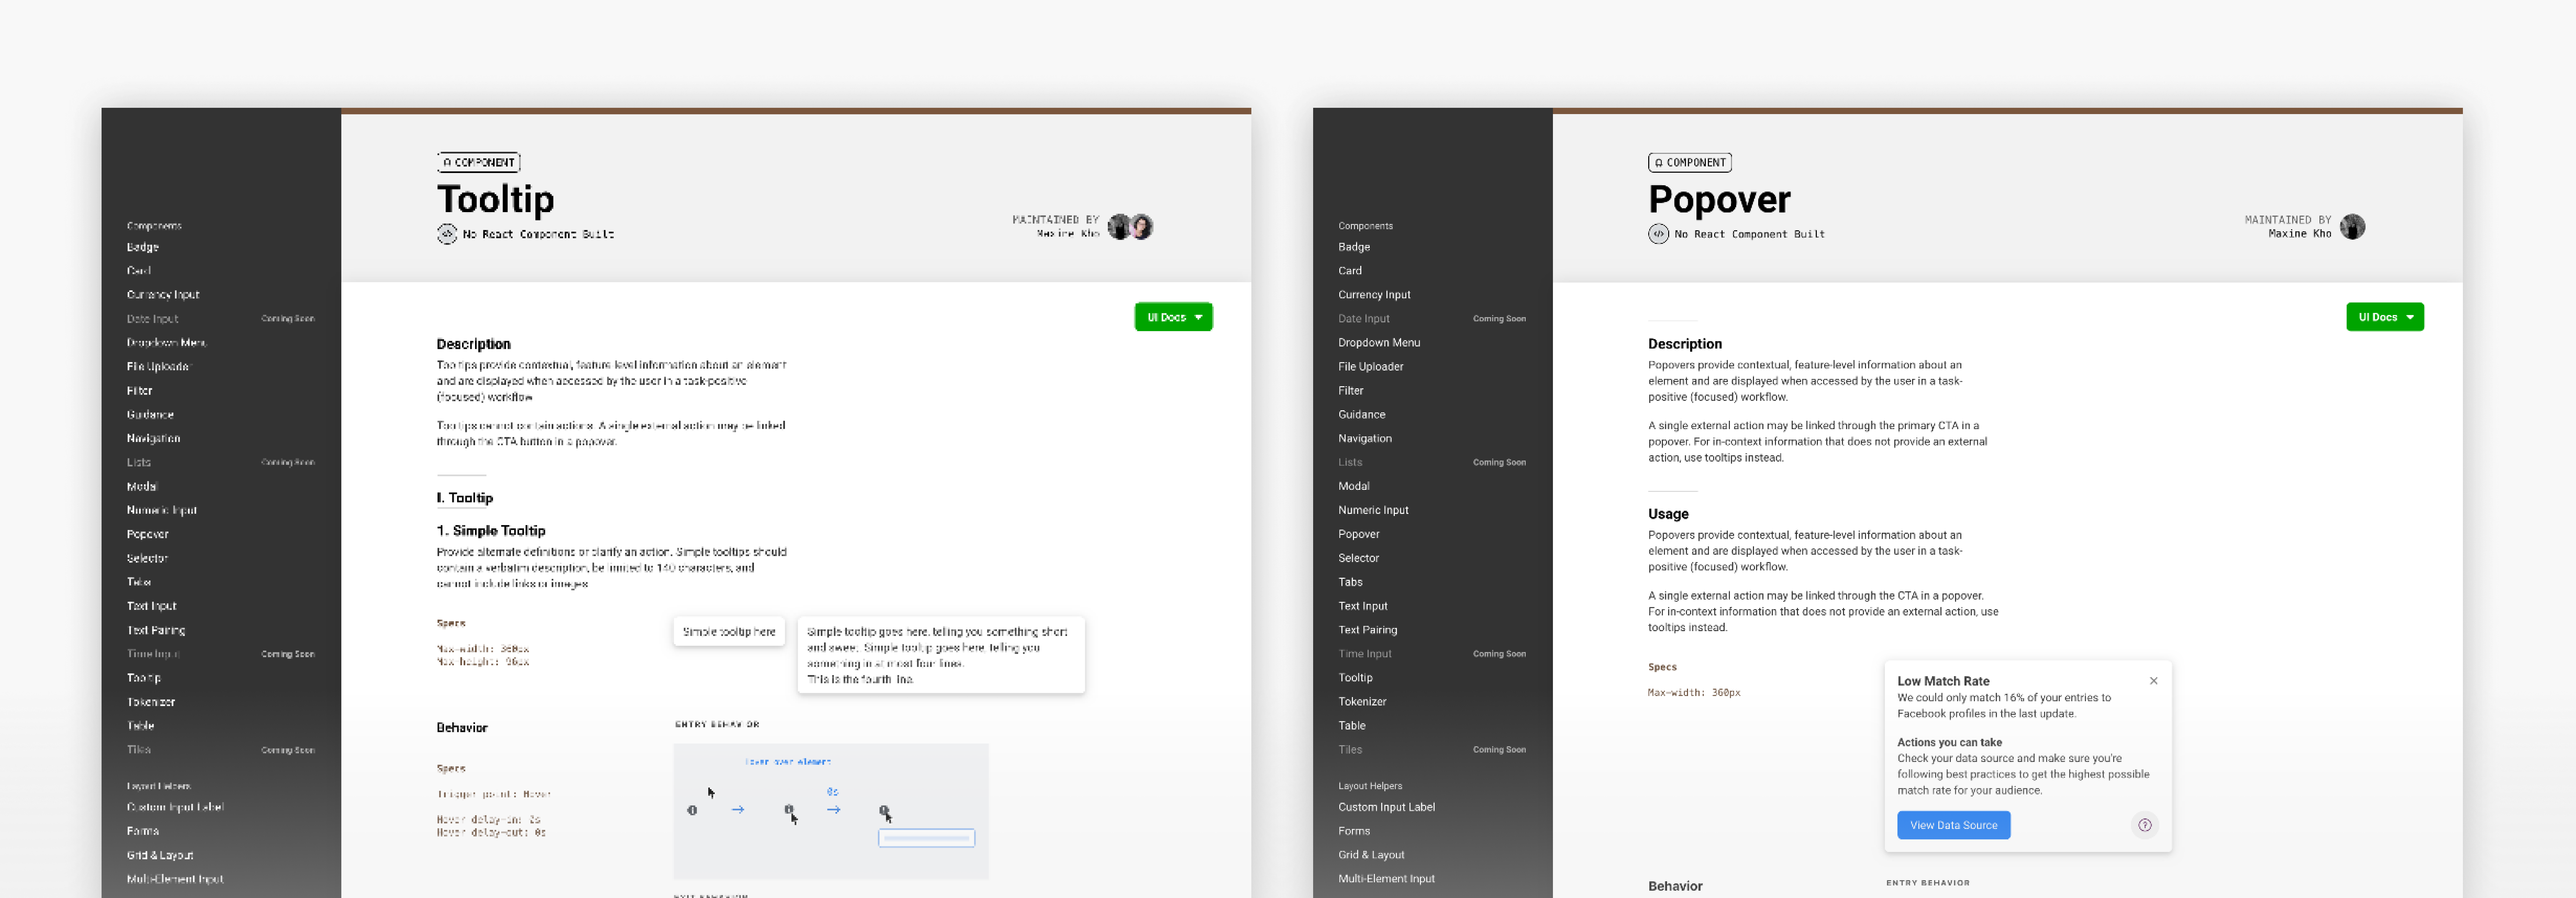 COMPONENT
Tooltip
No React Component Built
MAINTAINED BY
Maxine Kho
Components
Badge
Card
Currency Input
Date Input Coming Soon
Dropdown Menu
File Uploader
Filter
Guidance
Navigation
Lists Coming Soon
Modal
Numeric Input
Popover
Selector
Tabs
Text Input
Text Pairing
Time Input Coming Soon
Tooltip
Tokenizer
Table
Tiles Coming Soon
Layout Helpers
Custom Input Label
Forms
Grid & Layout
Multi-Element Input
UI Docs
Description
Tooltips provide contextual, feature-level information about an element
and are displayed when accessed by the user in a task-positive
(focused) workflow
Tooltips cannot contain actions. A single external action may be linked
through the CTA button in a popover.
I. Tooltip
1. Simple Tooltip
Provide alternate definitions or clarify an action. Simple tooltips should
contain a verbatim description, be limited to 140 characters, and
cannot include links or images
Specs
Max-width: 360px
Max-height: 96px
Simple tooltip here
Simple tooltip goes here, telling you something short
and sweet. Simple tooltip goes here, telling you
something in at most four lines.
This is the fourth line.
Behavior
Specs
Trigger point: Hover
Hover delay-in: 2s
Hover delay-out: 0s
ENTRY BEHAVIOR
Hover over element
0s
EXIT BEHAVIOR
COMPONENT
Popover
No React Component Built
MAINTAINED BY
Maxine Kho
Components
Badge
Card
Currency Input
Date Input Coming Soon
Dropdown Menu
File Uploader
Filter
Guidance
Navigation
Lists Coming Soon
Modal
Numeric Input
Popover
Selector
Tabs
Text Input
Text Pairing
Time Input Coming Soon
Tooltip
Tokenizer
Table
Tiles Coming Soon
Layout Helpers
Custom Input Label
Forms
Grid & Layout
Multi-Element Input
UI Docs
Description
Popovers provide contextual, feature-level information about an
element and are displayed when accessed by the user in a task-
positive (focused) workflow.
A single external action may be linked through the primary CTA in a
popover. For in-context information that does not provide an external
action, use tooltips instead.
Usage
Popovers provide contextual, feature-level information about an
element and are displayed when accessed by the user in a task-
positive (focused) workflow.
A single external action may be linked through the CTA in a popover.
For in-context information that does not provide an external action, use
tooltips instead.
Specs
Max-width: 360px
Low Match Rate
We could only match 16% of your entries to
Facebook profiles in the last update.
Actions you can take
Check your data source and make sure you're
following best practices to get the highest possible
match rate for your audience.
View Data Source
Behavior
ENTRY BEHAVIOR